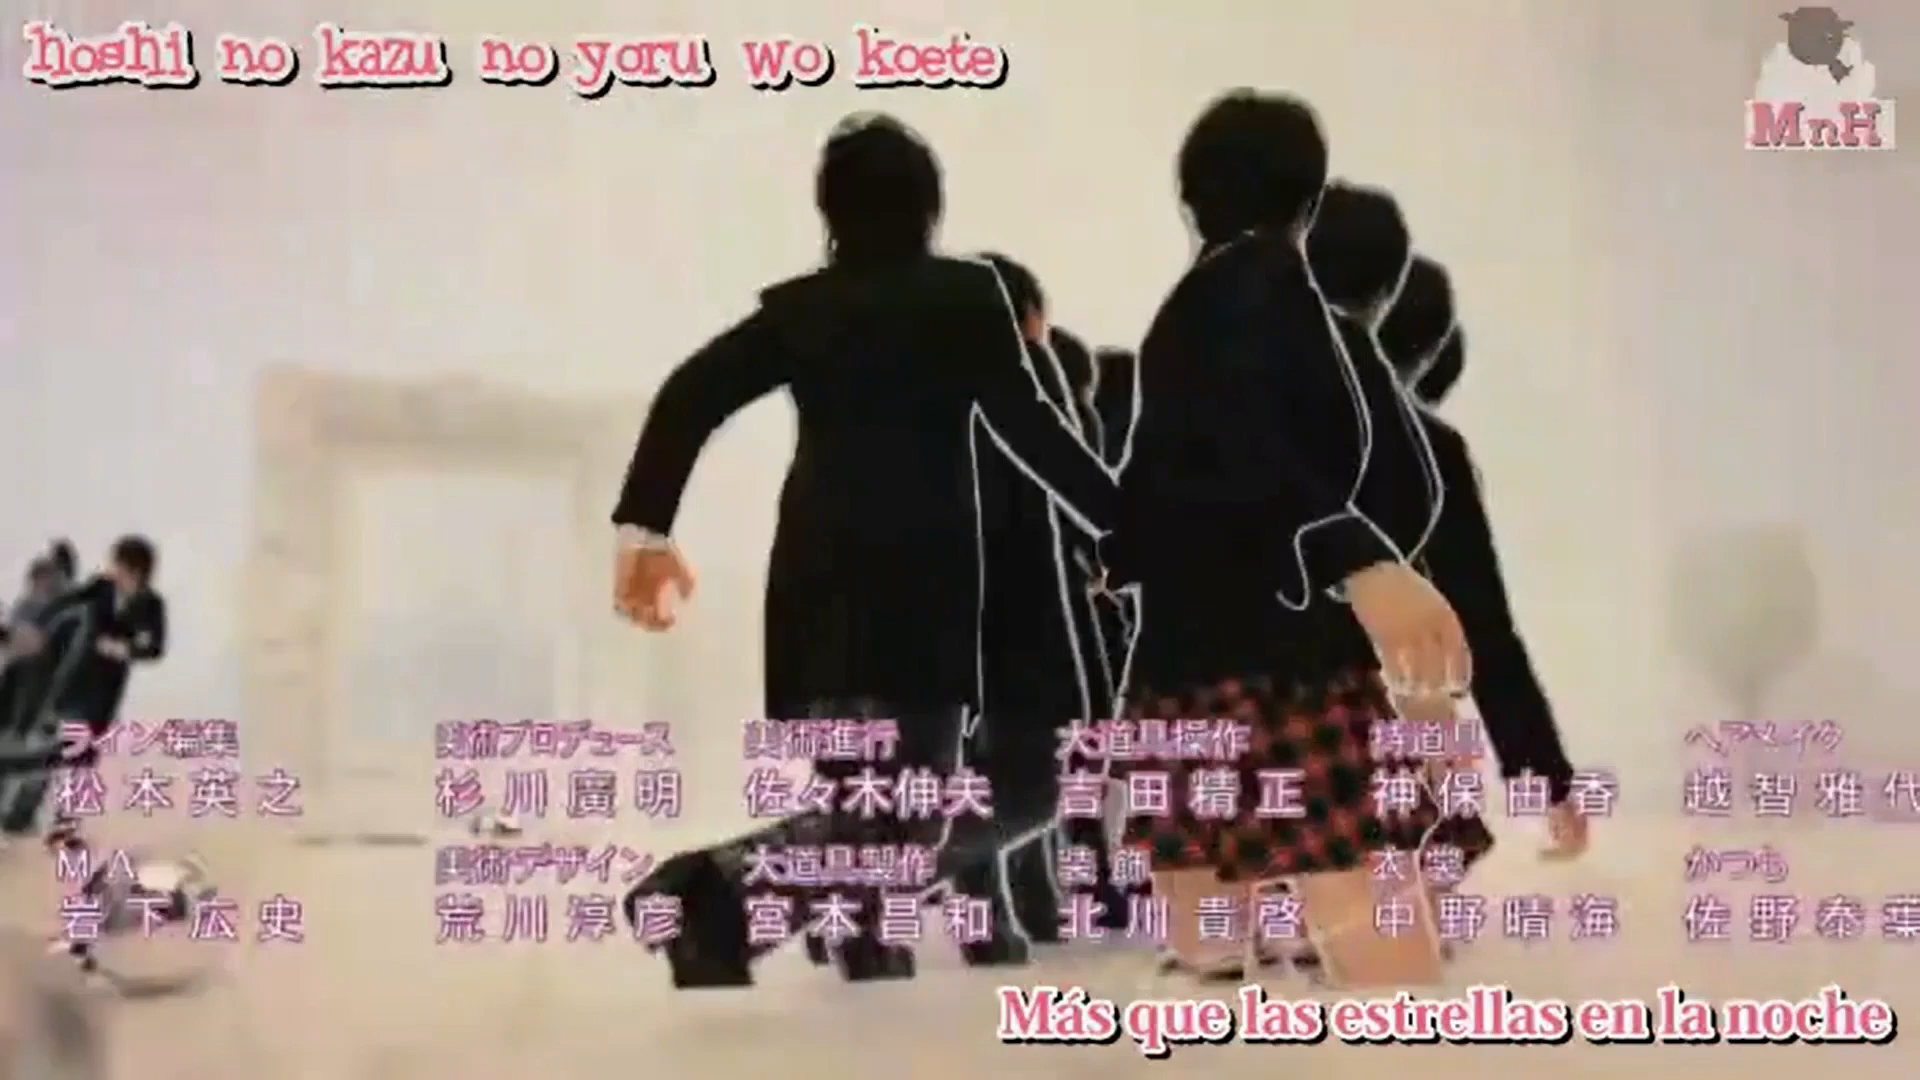 hoshi no kazu no yoru wo koete
MnH
ライン編集
松本英之
美術プロデュース
杉川廣明
美術進行
佐々木伸夫
大道具操作
吉田精正
特道具
神保由香
ヘアメイク
越智雅代
MA
岩下広史
美術デザイン
荒川淳彦
大道具製作
宮本昌和
装飾
北川貴啓
衣裳
中野晴海
かつら
佐野泰葉
Más que las estrellas en la noche